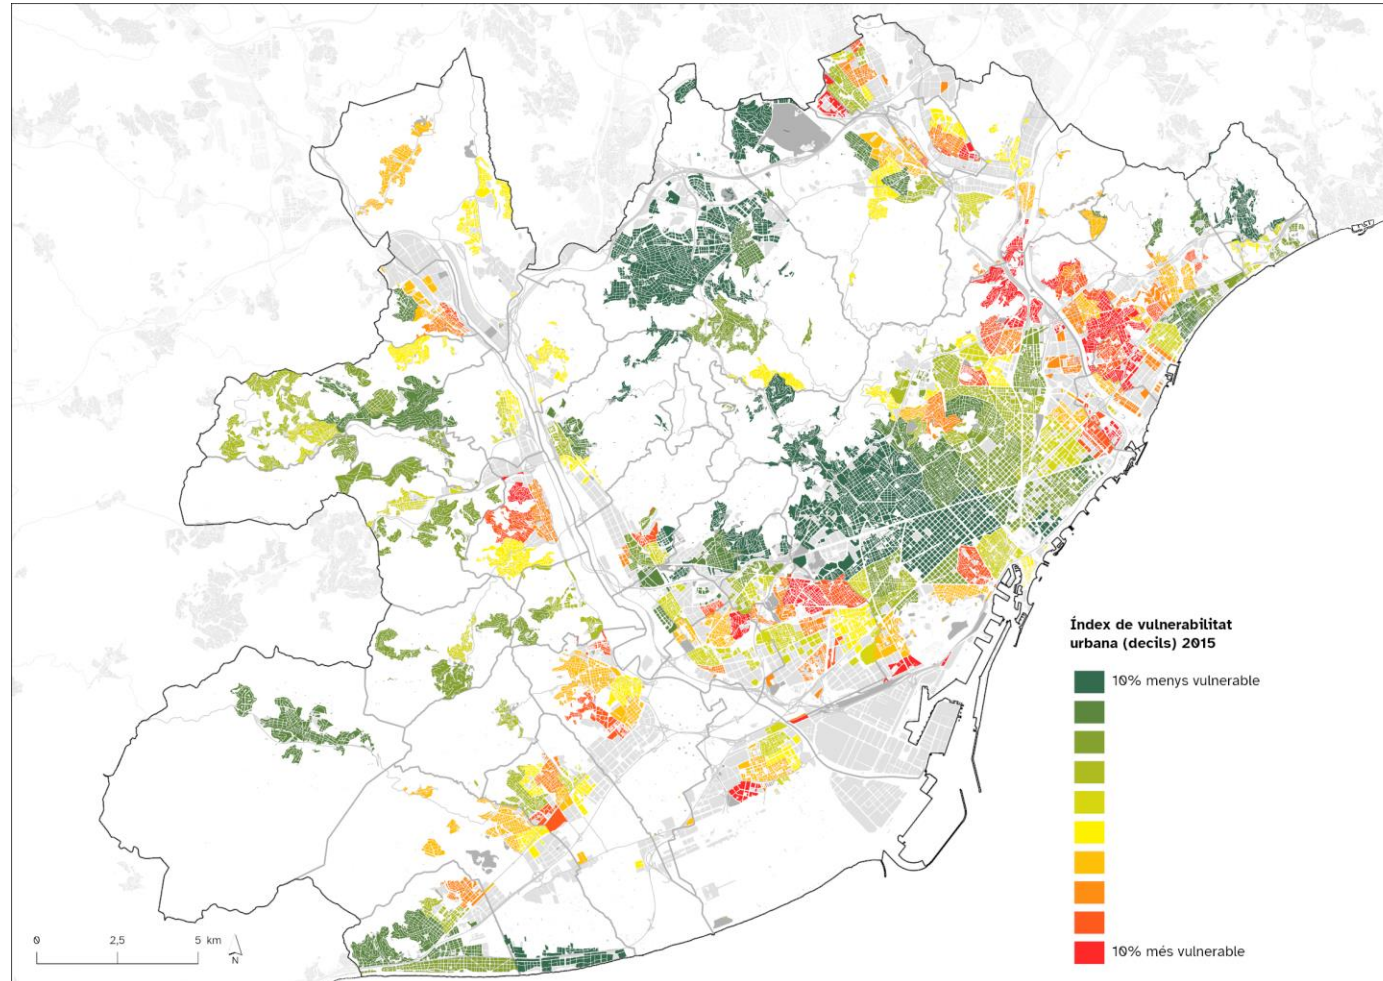 Índex de vulnerabilitat
urbana (decils) 2015
10% menys vulnerable
10% més vulnerable
0 2,5 5 km
N